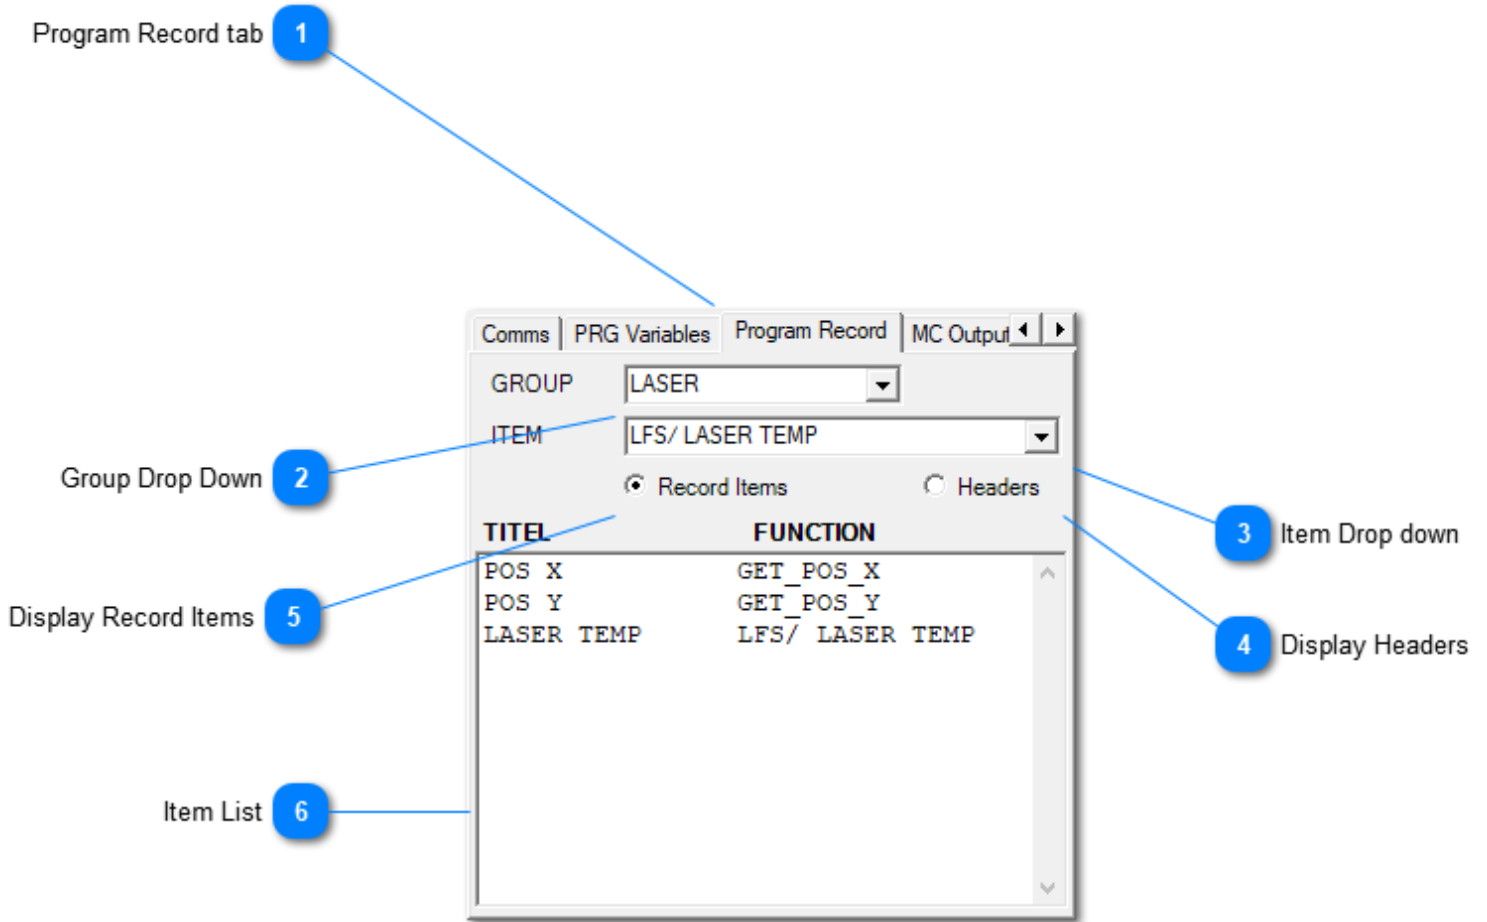 Program Record tab 1
Comms PRG Variables Program Record MC Output
GROUP LASER
ITEM LFS/ LASER TEMP
Group Drop Down 2
Record Items Headers
3 Item Drop down
TITEL FUNCTION
POS X GET_POS_X
POS Y GET_POS_Y
Display Record Items 5
LASER TEMP LFS/ LASER TEMP
4 Display Headers
Item List 6